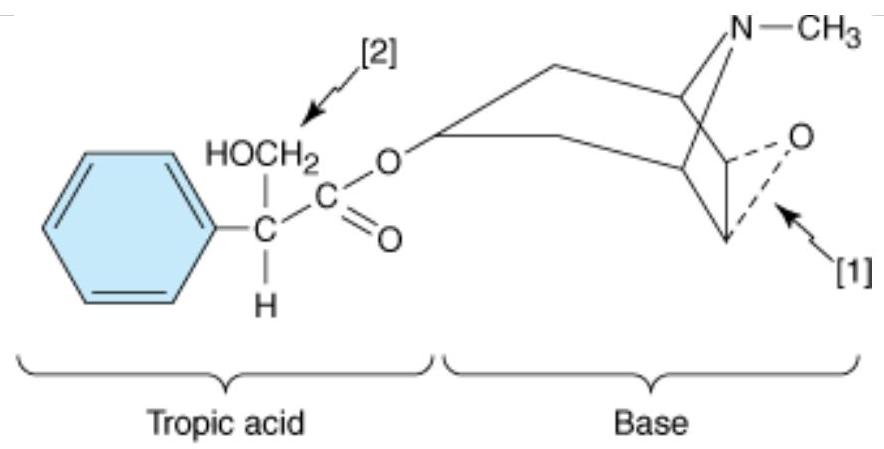 N—CH₃
[2]
HOCH₂
O
O
C
C
O
[1]
H
Tropic acid
Base